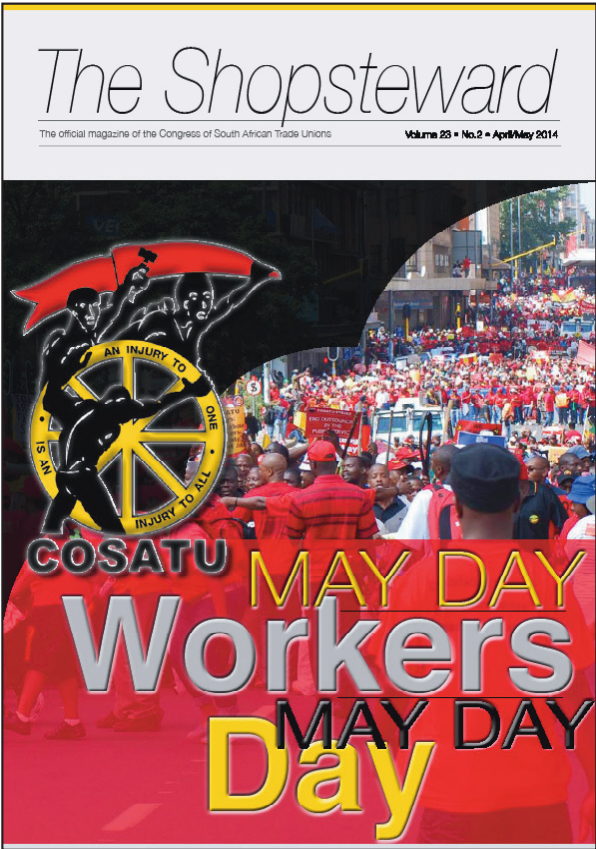 The Shopsteward
The official magazine of the Congress of South African Trade Unions
Volume 23 • No.2 • April/May 2014
AN INJURY TO ONE
IS AN INJURY TO ALL
COSATU
MAY DAY
Workers
MAY DAY
Day